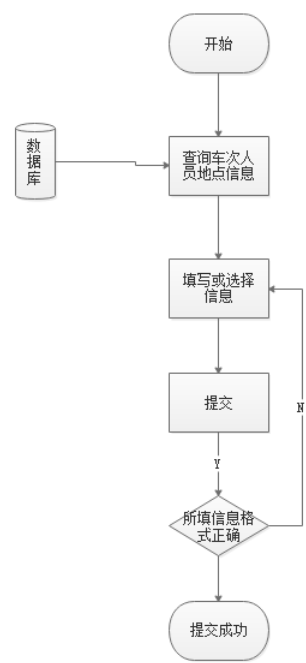 开始
数
据
库
查询车次人
员地点信息
填写或选择
信息
提交
N
Y
所填信息格
式正确
提交成功